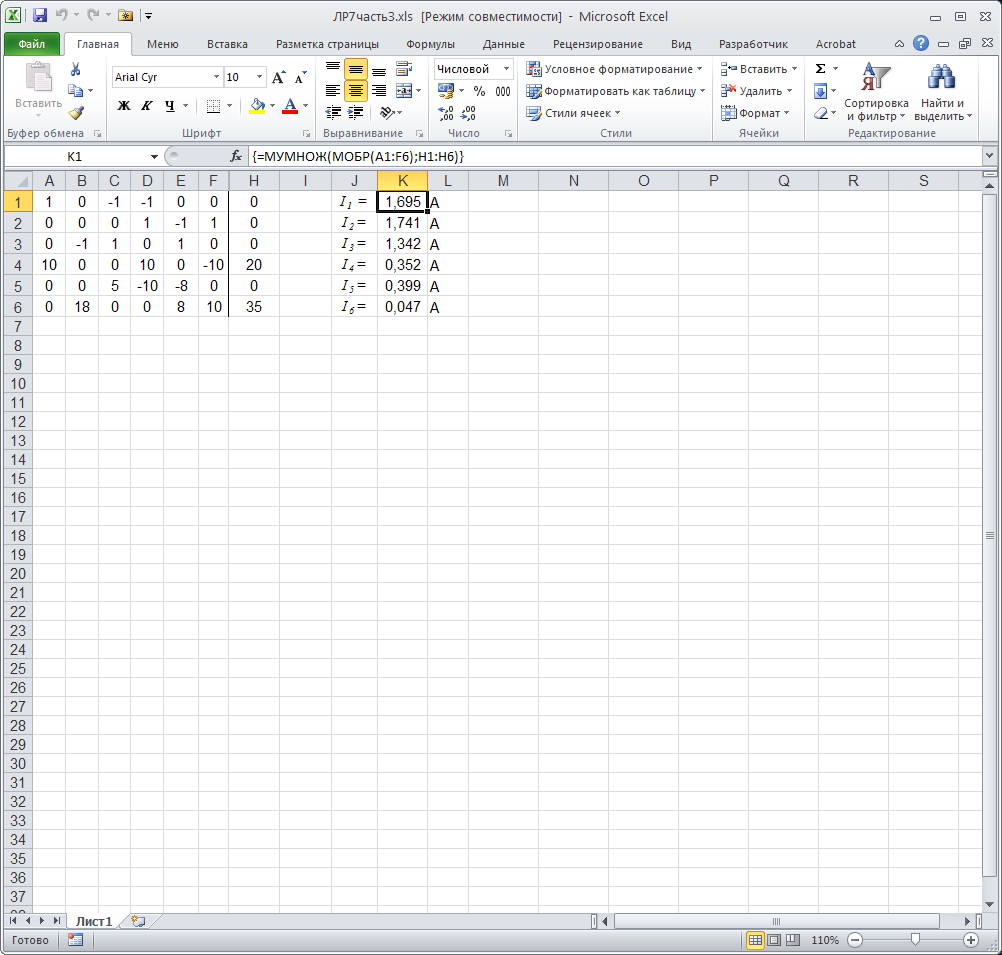 ЛР7часть3.xls [Режим совместимости] - Microsoft Excel
Файл Главная Меню Вставка Разметка страницы Формулы Данные Рецензирование Вид Разработчик Acrobat
Вставить
Arial Cyr 10
Ж К Ч
Числовой
% 000
Условное форматирование
Форматировать как таблицу
Стили ячеек
Вставить
Удалить
Формат
Σ
Сортировка и фильтр
Найти и выделить
Буфер обмена Шрифт Выравнивание Число Стили Ячейки Редактирование
K1 fx {=МУМНОЖ(МОБР(A1:F6);H1:H6)}
A B C D E F H I J K L M N O P Q R S
1 1 0 -1 -1 0 0 0 I1 = 1,695 А
2 0 0 0 1 -1 1 0 I2 = 1,741 А
3 0 -1 1 0 1 0 0 I3 = 1,342 А
4 10 0 0 10 0 -10 20 I4 = 0,352 А
5 0 0 5 -10 -8 0 0 I5 = 0,399 А
6 0 18 0 0 8 10 35 I6 = 0,047 А
7
8
9
10
11
12
13
14
15
16
17
18
19
20
21
22
23
24
25
26
27
28
29
30
31
32
33
34
35
36
37
Лист1
Готово 110%